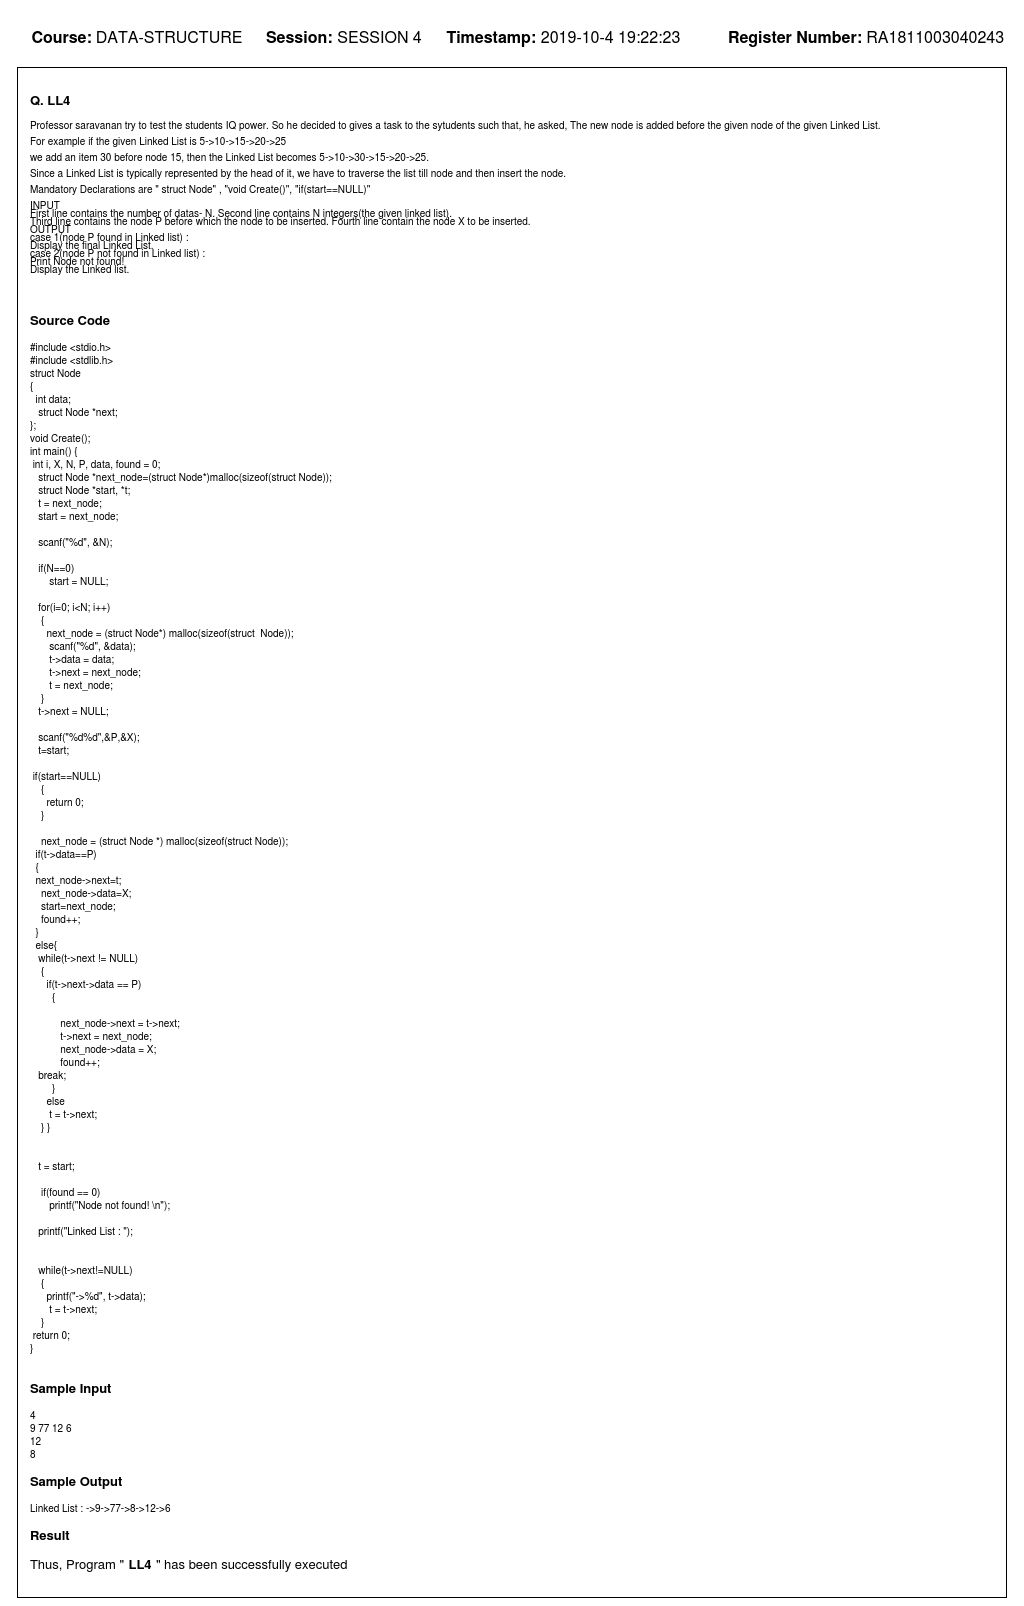 Course: DATA-STRUCTURE Session: SESSION 4 Timestamp: 2019-10-4 19:22:23 Register Number: RA1811003040243
Q. LL4
Professor saravanan try to test the students IQ power. So he decided to gives a task to the sytudents such that, he asked, The new node is added before the given node of the given Linked List.
For example if the given Linked List is 5->10->15->20->25
we add an item 30 before node 15, then the Linked List becomes 5->10->30->15->20->25.
Since a Linked List is typically represented by the head of it, we have to traverse the list till node and then insert the node.
Mandatory Declarations are " struct Node" , "void Create()", "if(start==NULL)"
INPUT
First line contains the number of datas- N. Second line contains N integers(the given linked list).
Third line contains the node P before which the node to be inserted. Fourth line contain the node X to be inserted.
OUTPUT
case 1(node P found in Linked list) :
Display the final Linked List.
case 2(node P not found in Linked list) :
Print Node not found!
Display the Linked list.
Source Code
#include <stdio.h>
#include <stdlib.h>
struct Node
{
int data;
struct Node *next;
};
void Create();
int main() {
int i, X, N, P, data, found = 0;
struct Node *next_node=(struct Node*)malloc(sizeof(struct Node));
struct Node *start, *t;
t = next_node;
start = next_node;
scanf("%d", &N);
if(N==0)
start = NULL;
for(i=0; i<N; i++)
{
next_node = (struct Node*) malloc(sizeof(struct  Node));
scanf("%d", &data);
t->data = data;
t->next = next_node;
t = next_node;
}
t->next = NULL;
scanf("%d%d",&P,&X);
t=start;
if(start==NULL)
{
return 0;
}
next_node = (struct Node *) malloc(sizeof(struct Node));
if(t->data==P)
{
next_node->next=t;
next_node->data=X;
start=next_node;
found++;
}
else{
while(t->next != NULL)
{
if(t->next->data == P)
{
next_node->next = t->next;
t->next = next_node;
next_node->data = X;
found++;
break;
}
else
t = t->next;
} }
t = start;
if(found == 0)
printf("Node not found! \n");
printf("Linked List : ");
while(t->next!=NULL)
{
printf("->%d", t->data);
t = t->next;
}
return 0;
}
Sample Input
4
9 77 12 6
12
8
Sample Output
Linked List : ->9->77->8->12->6
Result
Thus, Program " LL4 " has been successfully executed